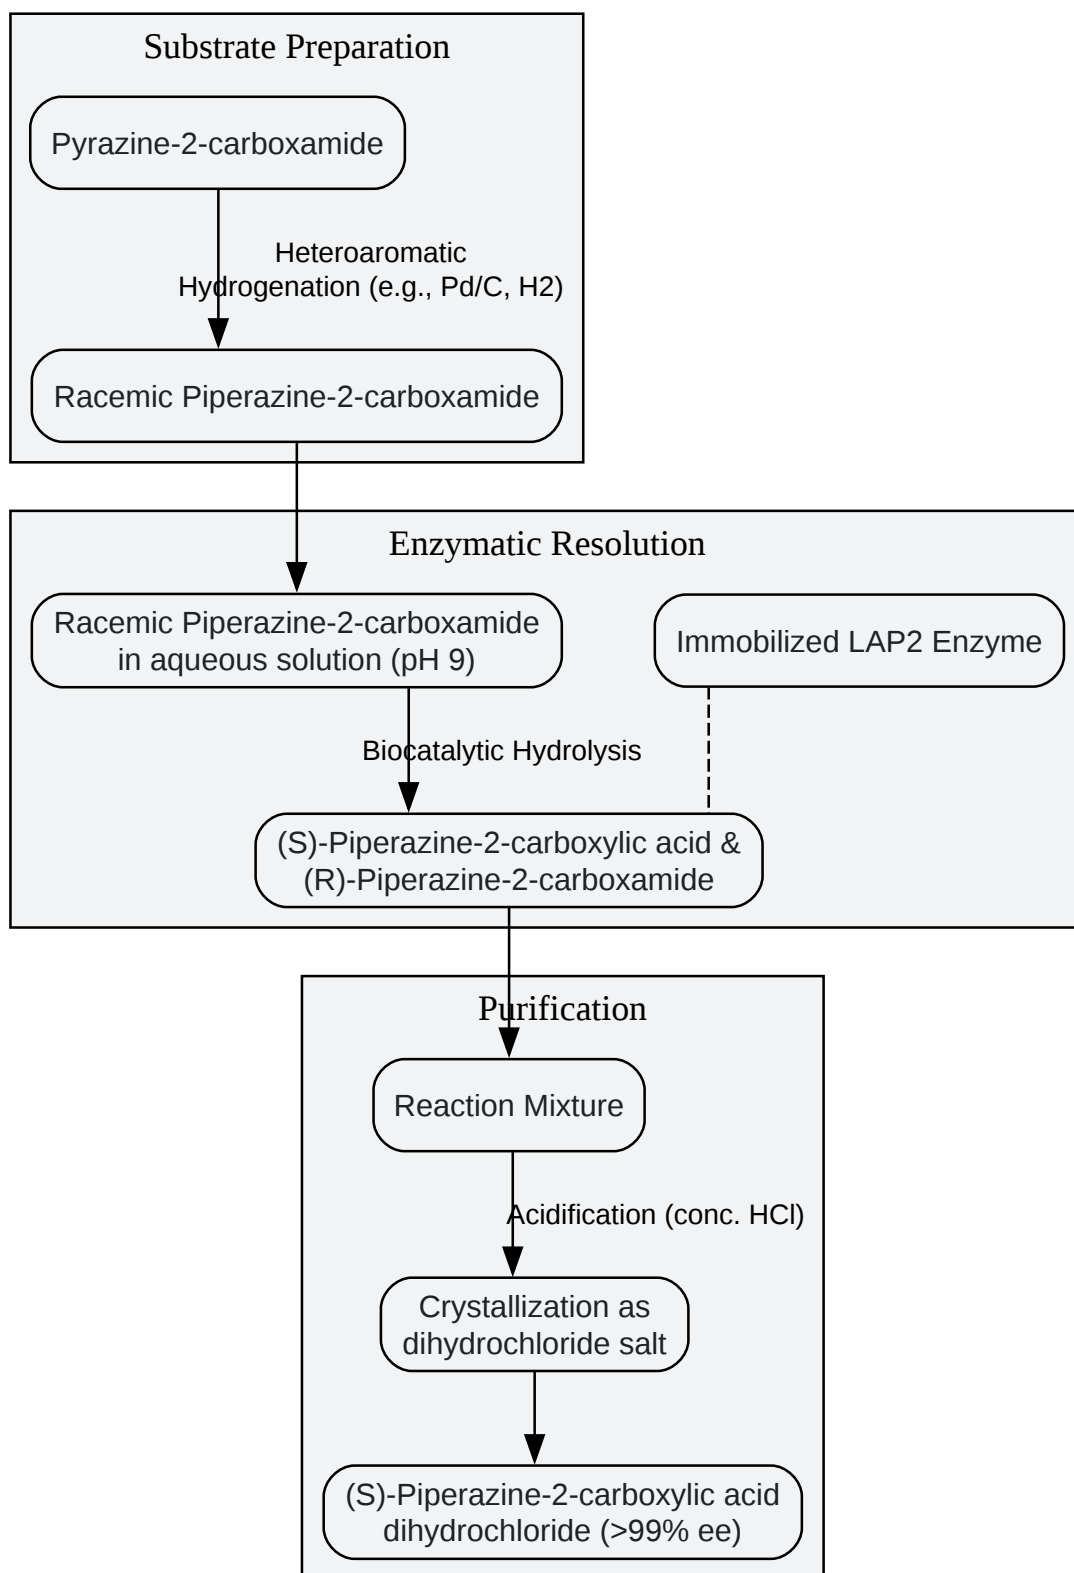 Substrate Preparation
Pyrazine-2-carboxamide
Heteroaromatic
Hydrogenation (e.g., Pd/C, H2)
Racemic Piperazine-2-carboxamide
Enzymatic Resolution
Racemic Piperazine-2-carboxamide
in aqueous solution (pH 9)
Immobilized LAP2 Enzyme
Biocatalytic Hydrolysis
(S)-Piperazine-2-carboxylic acid &
(R)-Piperazine-2-carboxamide
Purification
Reaction Mixture
Acidification (conc. HCl)
Crystallization as
dihydrochloride salt
(S)-Piperazine-2-carboxylic acid
dihydrochloride (>99% ee)